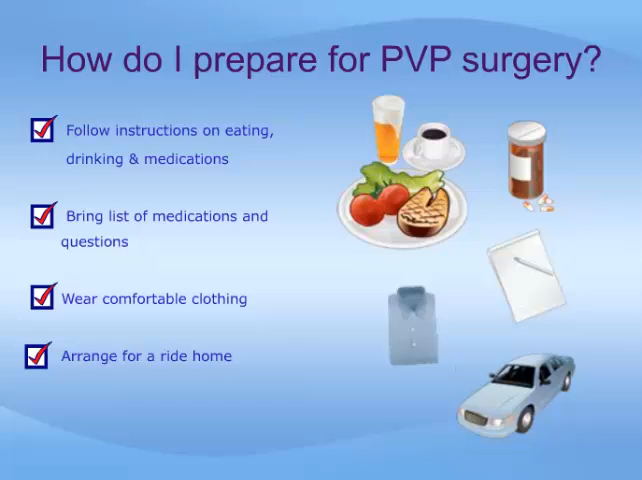 How do I prepare for PVP surgery?
Follow instructions on eating,
drinking & medications
Bring list of medications and
questions
Wear comfortable clothing
Arrange for a ride home